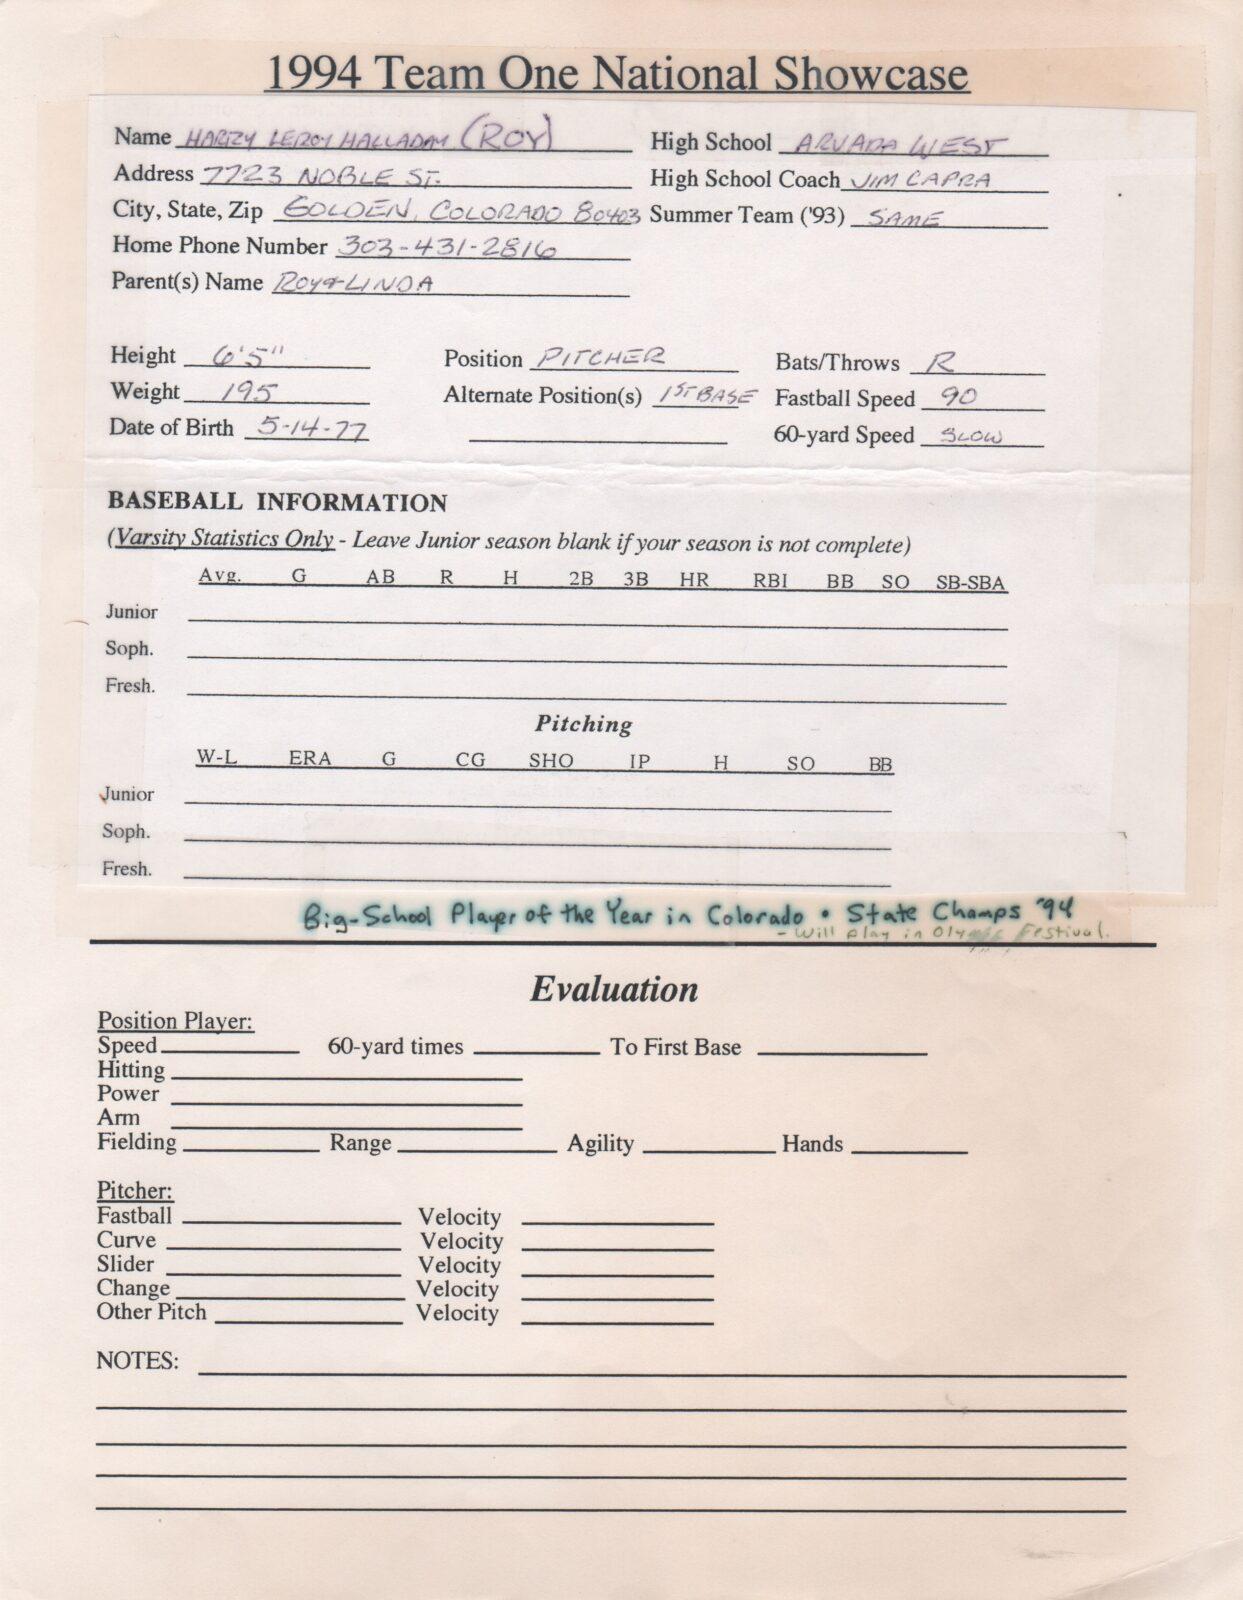 1994 Team One National Showcase
Name HARRY LEROY HALLADAY (ROY) High School ARVADA WEST
Address 7723 NOBLE ST. High School Coach JIM CAPRA
City, State, Zip GOLDEN, COLORADO 80403 Summer Team ('93) SAME
Home Phone Number 303-431-2816
Parent(s) Name ROY & LINDA
Height 6'5" Position PITCHER Bats/Throws R
Weight 195 Alternate Position(s) 1ST BASE Fastball Speed 90
Date of Birth 5-14-77 60-yard Speed SLOW
BASEBALL INFORMATION
(Varsity Statistics Only - Leave Junior season blank if your season is not complete)
Avg. G AB R H 2B 3B HR RBI BB SO SB-SBA
Junior
Soph.
Fresh.
Pitching
W-L ERA G CG SHO IP H SO BB
Junior
Soph.
Fresh.
Big-School Player of the Year in Colorado • State Champs '94
- Will play in Olympic Festival.
Evaluation
Position Player:
Speed 60-yard times To First Base
Hitting
Power
Arm
Fielding Range Agility Hands
Pitcher:
Fastball Velocity
Curve Velocity
Slider Velocity
Change Velocity
Other Pitch Velocity
NOTES: